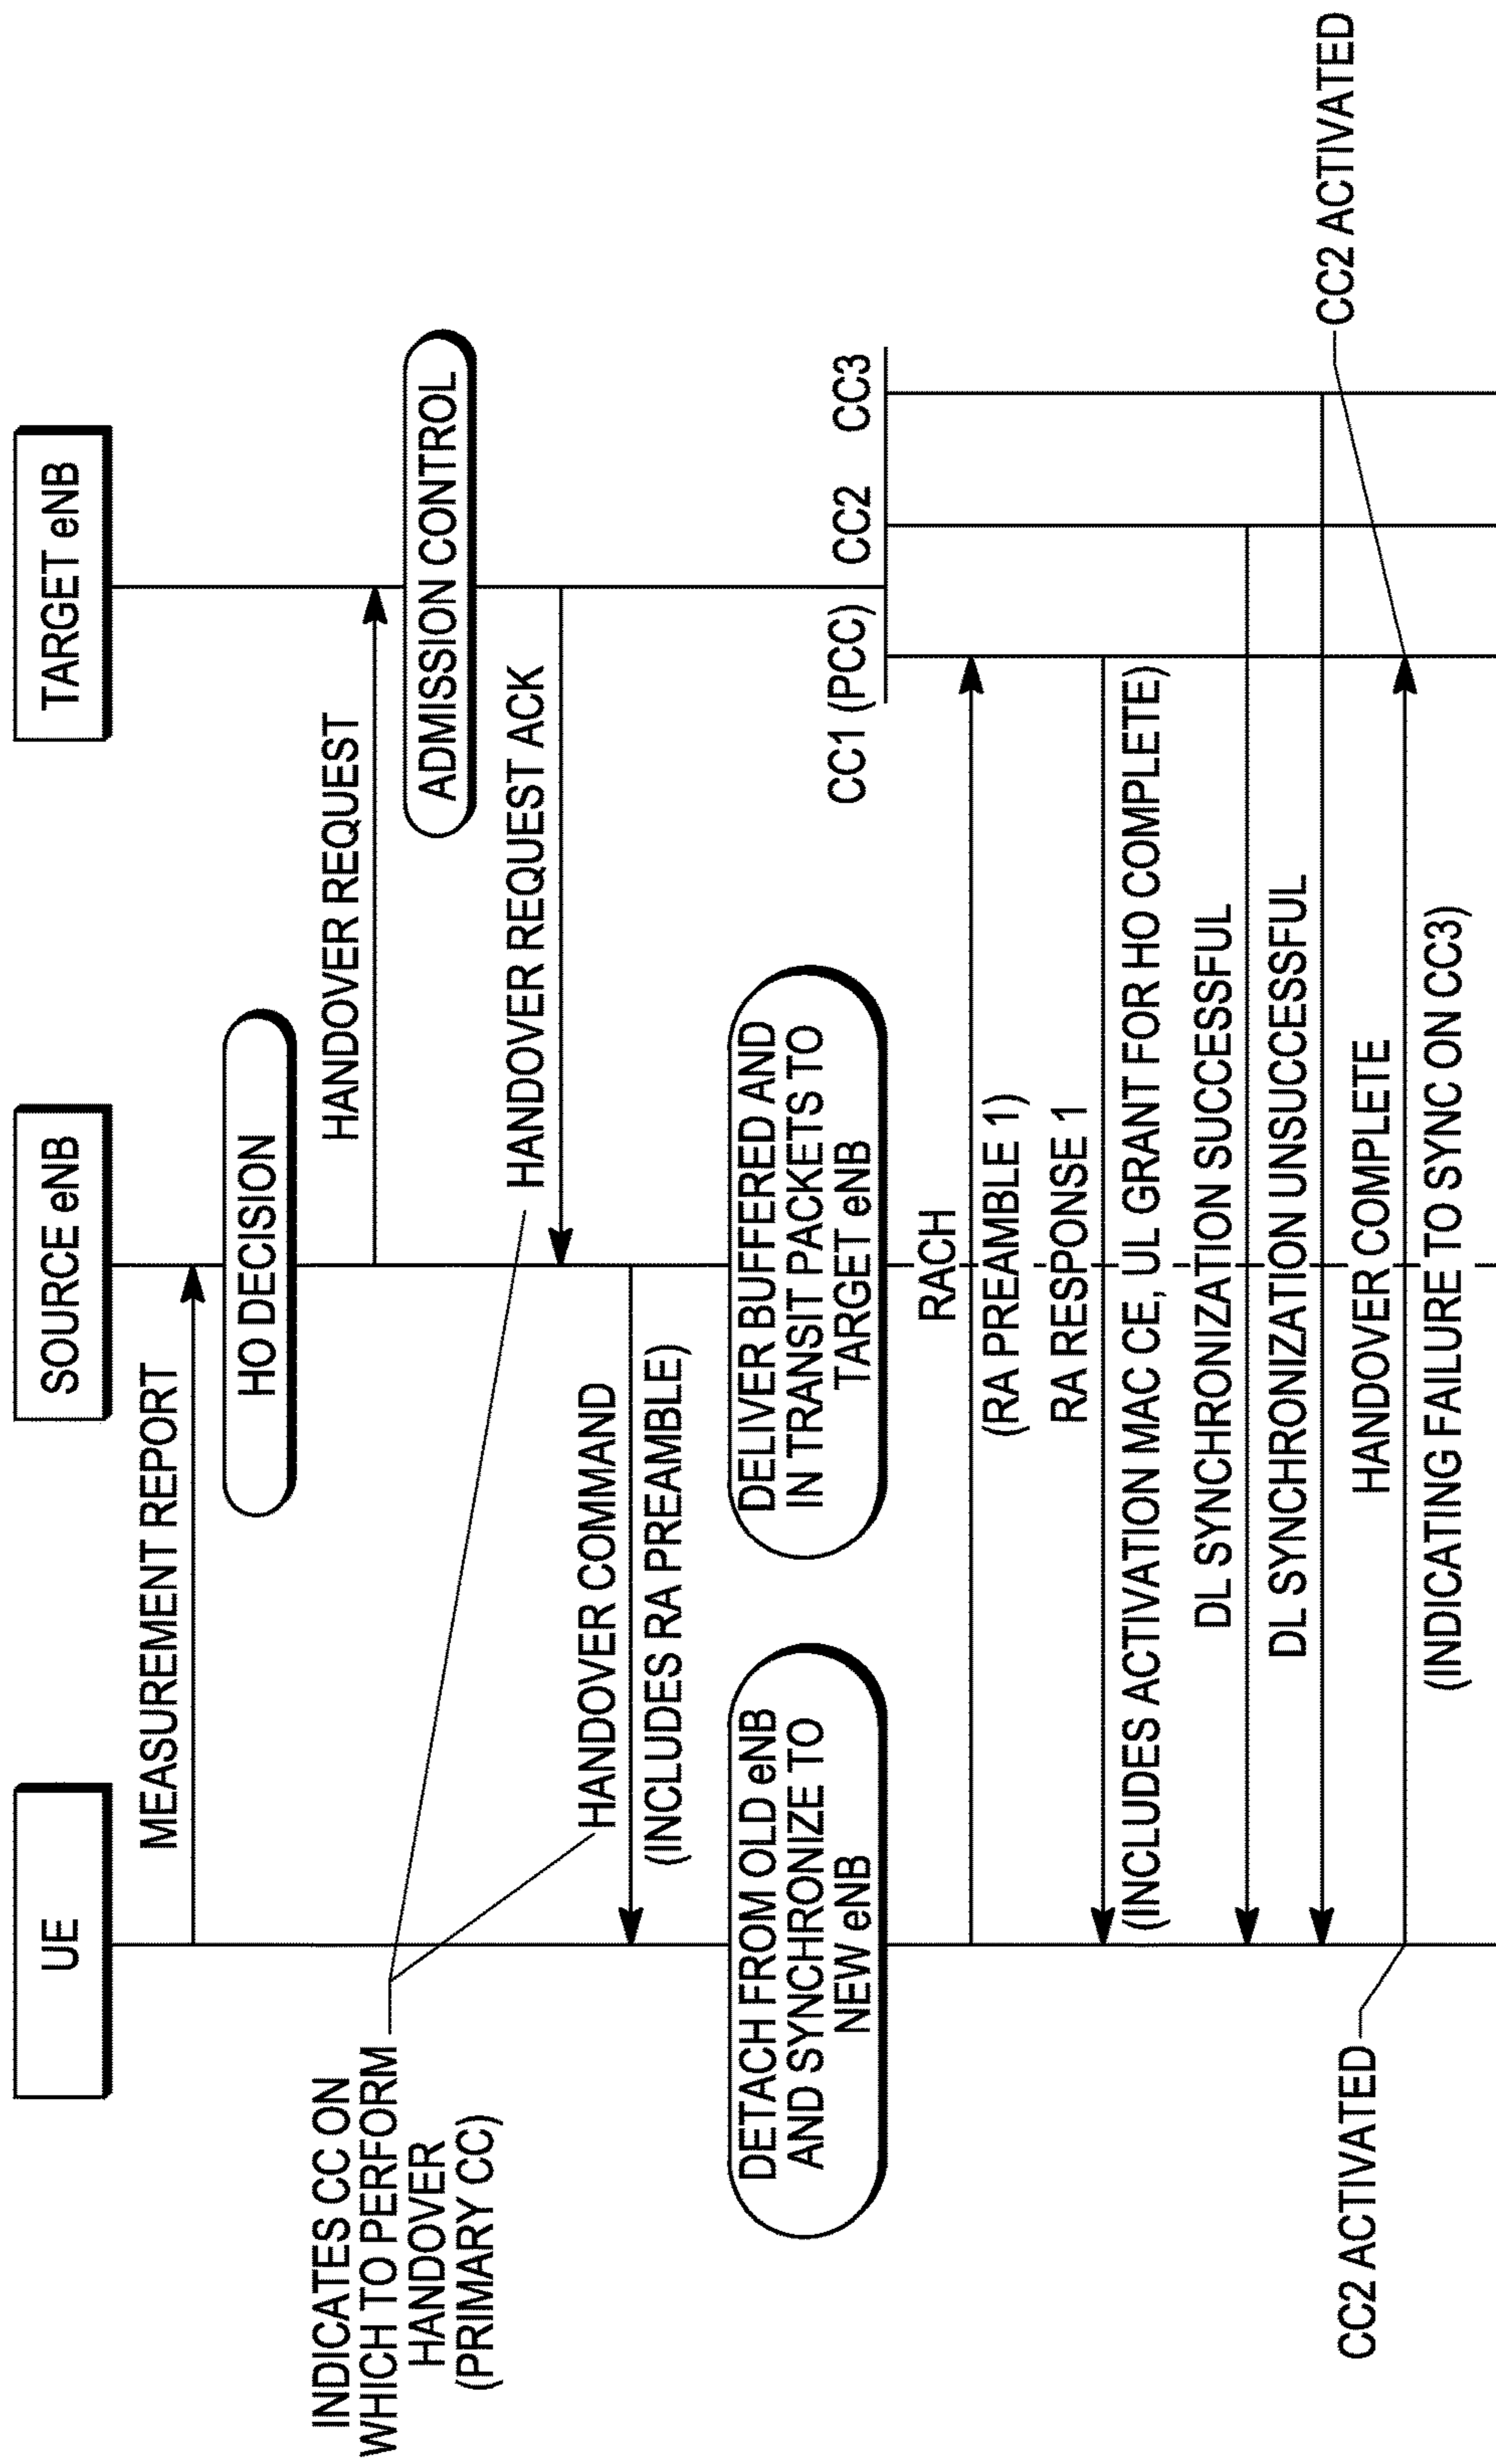 UE
SOURCE eNB
TARGET eNB
MEASUREMENT REPORT
HO DECISION
HANDOVER REQUEST
INDICATES CC ON
WHICH TO PERFORM
HANDOVER
(PRIMARY CC)
ADMISSION CONTROL
HANDOVER REQUEST ACK
HANDOVER COMMAND
(INCLUDES RA PREAMBLE)
DETACH FROM OLD eNB
AND SYNCHRONIZE TO
NEW eNB
DELIVER BUFFERED AND
IN TRANSIT PACKETS TO
TARGET eNB
CC1 (PCC) CC2 CC3
RACH
(RA PREAMBLE 1)
RA RESPONSE 1
(INCLUDES ACTIVATION MAC CE, UL GRANT FOR HO COMPLETE)
DL SYNCHRONIZATION SUCCESSFUL
DL SYNCHRONIZATION UNSUCCESSFUL
CC2 ACTIVATED
HANDOVER COMPLETE
(INDICATING FAILURE TO SYNC ON CC3)
CC2 ACTIVATED